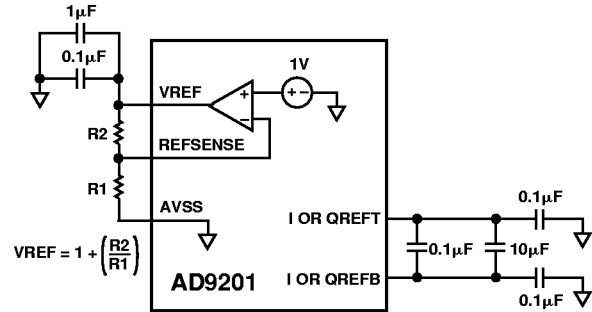 1µF
0.1µF
1V
VREF
+
+ −
−
R2
REFSENSE
R1
AVSS
0.1µF
I OR QREFT
VREF = 1 + (R2/R1)
0.1µF
10µF
AD9201
I OR QREFB
0.1µF